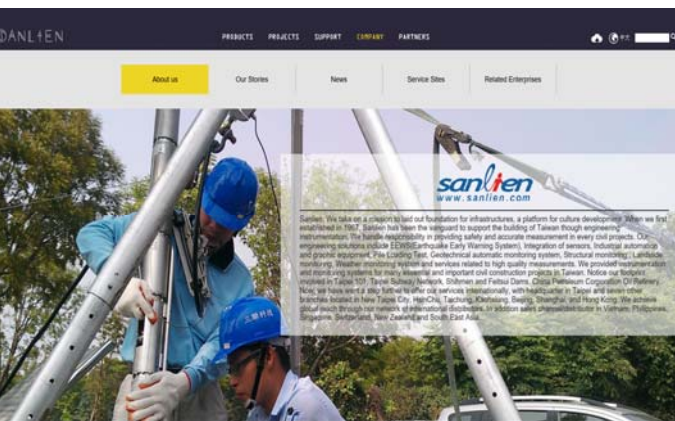 SANLIEN
PRODUCTS PROJECTS SUPPORT COMPANY PARTNERS
中文
About us Our Stories News Service Sites Related Enterprises
sanlien
www.sanlien.com
Sanlien, We take on a mission to laid out foundation for infrastructures, a platform for culture development. When we first
established in 1967, Sanlien has been the vanguard to support the building of Taiwan though engineering
instrumentation. We handle responsibility in providing safety and accurate measurement in every civil projects. Our
engineering solutions include EEWS(Earthquake Early Warning System), Integration of sensors, Industrial automation
and graphic equipment, Pile Loading Test, Geotechnical automatic monitoring system, Structural monitoring, Landslide
monitoring, Weather monitoring system and services related to high quality measurements. We provided instrumentation
and monitoring systems for many essential and important civil construction projects in Taiwan. Notice our footprint
involved in Taipei 101, Taipei Subway Network, Shihmen and Feitsui Dams, China Petroleum Corporation Oil Refinery.
Now, we have went a step further to offer our services internationally, with headquarter in Taipei and seven other
branches located in New Taipei City, HsinChu, Taichung, Kaohsiung, Beijing, Shanghai, and Hong Kong. We achieve
global reach through our network of international distributors. In addition sales channel/distributor in Vietnam, Philippines,
Singapore, Switzerland, New Zealand and South East Asia.
三聯科技